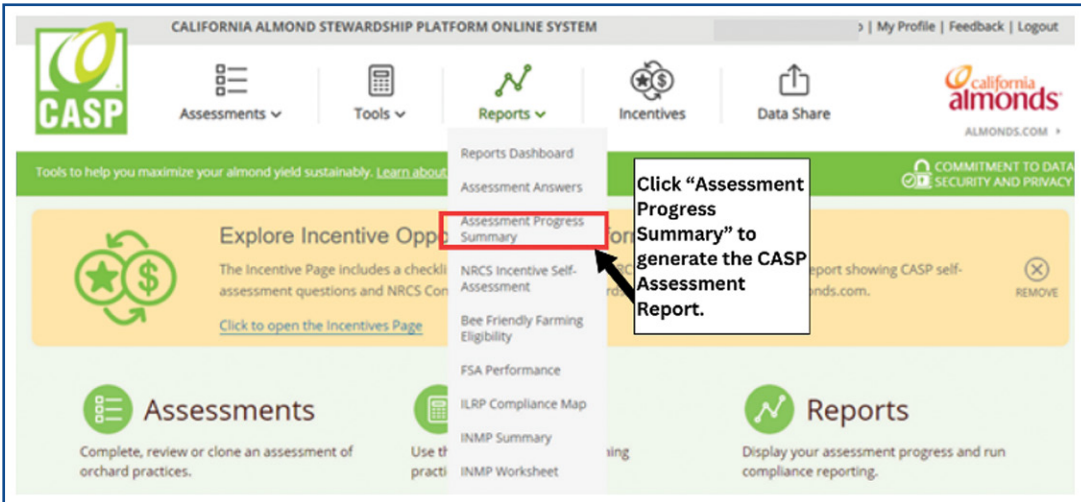 CALIFORNIA ALMOND STEWARDSHIP PLATFORM ONLINE SYSTEM
| My Profile | Feedback | Logout
CASP
Assessments
Tools
Reports
Incentives
Data Share
california
almonds
ALMONDS.COM
Tools to help you maximize your almond yield sustainably. Learn about
COMMITMENT TO DATA
SECURITY AND PRIVACY
Reports Dashboard
Assessment Answers
Assessment Progress
Summary
NRCS Incentive Self-
Assessment
Bee Friendly Farming
Eligibility
FSA Performance
ILRP Compliance Map
INMP Summary
INMP Worksheet
Click “Assessment
Progress
Summary” to
generate the CASP
Assessment
Report.
Explore Incentive
The Incentive Page includes a
eport showing CASP self-
assessment questions and NRCS
nds.com.
Click to open the Incentives Page
REMOVE
Assessments
Complete, review or clone an assessment of
orchard practices.
Reports
Display your assessment progress and run
compliance reporting.